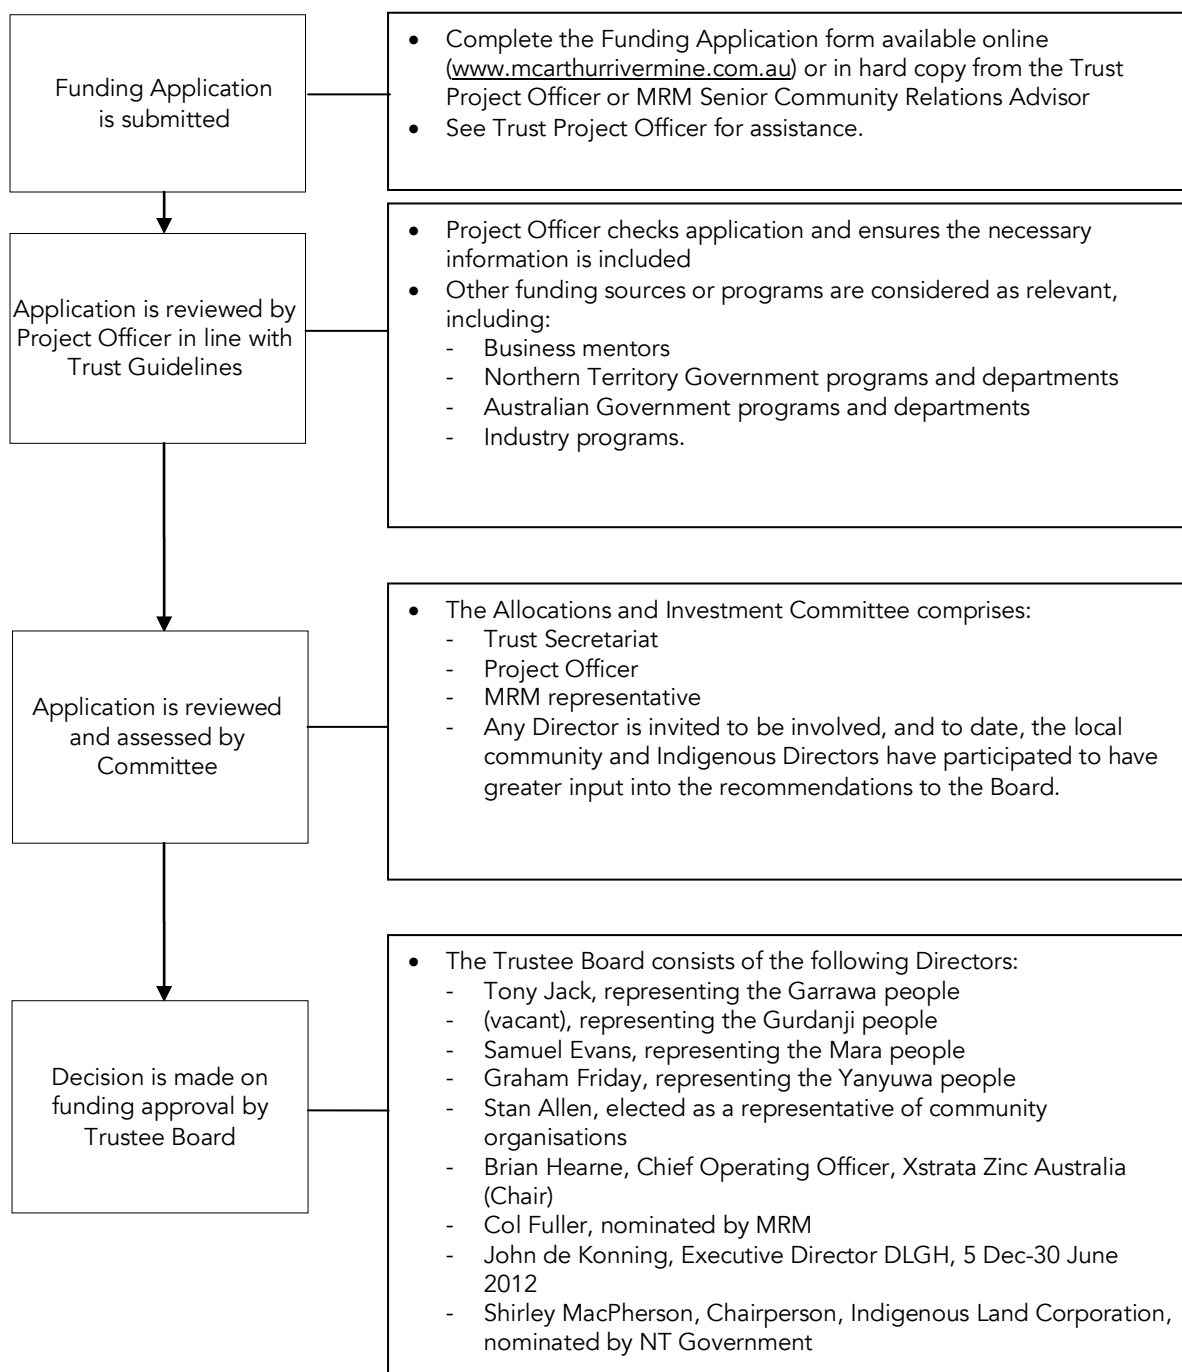 Funding Application
is submitted
• Complete the Funding Application form available online
(www.mcarthurrivermine.com.au) or in hard copy from the Trust
Project Officer or MRM Senior Community Relations Advisor
• See Trust Project Officer for assistance.
Application is reviewed by
Project Officer in line with
Trust Guidelines
• Project Officer checks application and ensures the necessary
information is included
• Other funding sources or programs are considered as relevant,
including:
- Business mentors
- Northern Territory Government programs and departments
- Australian Government programs and departments
- Industry programs.
Application is reviewed
and assessed by
Committee
• The Allocations and Investment Committee comprises:
- Trust Secretariat
- Project Officer
- MRM representative
- Any Director is invited to be involved, and to date, the local
community and Indigenous Directors have participated to have
greater input into the recommendations to the Board.
Decision is made on
funding approval by
Trustee Board
• The Trustee Board consists of the following Directors:
- Tony Jack, representing the Garrawa people
- (vacant), representing the Gurdanji people
- Samuel Evans, representing the Mara people
- Graham Friday, representing the Yanyuwa people
- Stan Allen, elected as a representative of community
organisations
- Brian Hearne, Chief Operating Officer, Xstrata Zinc Australia
(Chair)
- Col Fuller, nominated by MRM
- John de Konning, Executive Director DLGH, 5 Dec-30 June
2012
- Shirley MacPherson, Chairperson, Indigenous Land Corporation,
nominated by NT Government